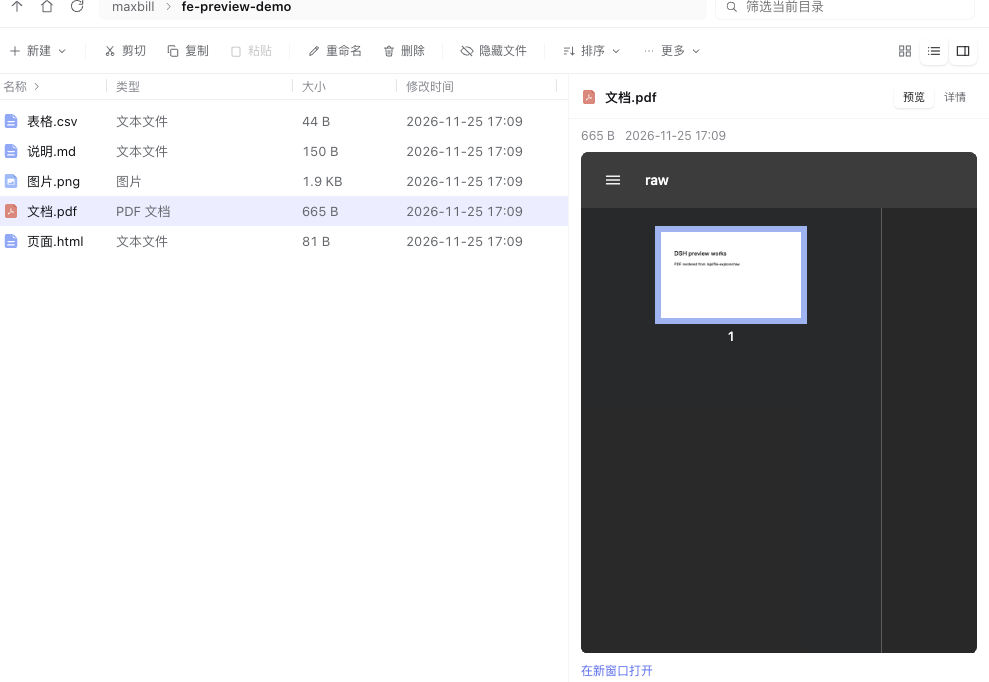 maxbill > fe-preview-demo
筛选当前目录
新建 剪切 复制 粘贴 重命名 删除 隐藏文件 排序 更多
名称 类型 大小 修改时间
表格.csv 文本文件 44 B 2026-11-25 17:09
说明.md 文本文件 150 B 2026-11-25 17:09
图片.png 图片 1.9 KB 2026-11-25 17:09
文档.pdf PDF 文档 665 B 2026-11-25 17:09
页面.html 文本文件 81 B 2026-11-25 17:09
文档.pdf 预览 详情
665 B 2026-11-25 17:09
raw
DSH preview works
PDF rendered from
1
在新窗口打开